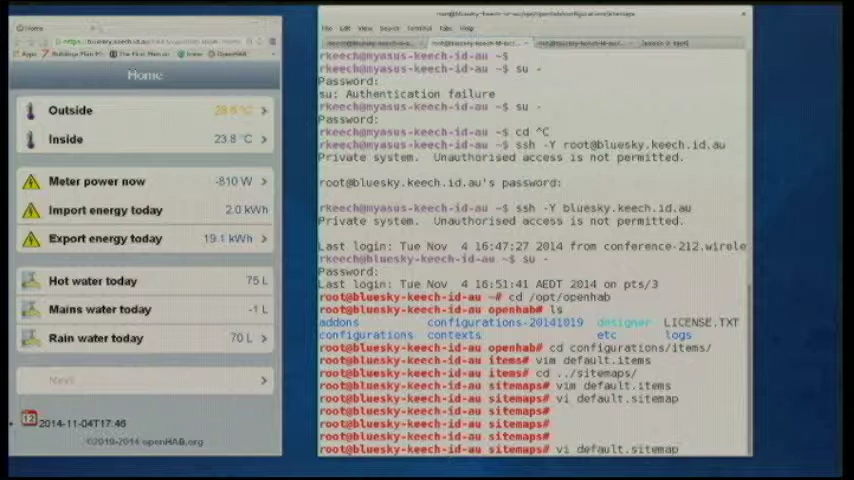 Home
Apps
OpenHAB
Home
Outside
Inside 23.8 °C
Meter power now -810 W
Import energy today 2.0 kWh
Export energy today 19.1 kWh
Hot water today 75 L
Mains water today -1 L
Rain water today 70 L
Next
2014-11-04T17:46
©2010-2014 openHAB.org
File Edit View Search Terminal Tabs Help
rkeech@myasus-keech-id-au ~$
rkeech@myasus-keech-id-au ~$ su -
Password:
su: Authentication failure
rkeech@myasus-keech-id-au ~$ su -
Password:
rkeech@myasus-keech-id-au ~$ cd ^C
rkeech@myasus-keech-id-au ~$ ssh -Y root@bluesky.keech.id.au
Private system. Unauthorised access is not permitted.
root@bluesky.keech.id.au's password:
rkeech@myasus-keech-id-au ~$ ssh -Y bluesky.keech.id.au
Private system. Unauthorised access is not permitted.
Last login: Tue Nov 4 16:47:27 2014 from conference-212.wirele
rkeech@bluesky-keech-id-au ~$ su -
Password:
Last login: Tue Nov 4 16:51:41 AEDT 2014 on pts/3
root@bluesky-keech-id-au ~# cd /opt/openhab
root@bluesky-keech-id-au openhab# ls
addons configurations-20141019 designer LICENSE.TXT
configurations contexts etc logs
root@bluesky-keech-id-au openhab# cd configurations/items/
root@bluesky-keech-id-au items# vim default.items
root@bluesky-keech-id-au items# cd ../sitemaps/
root@bluesky-keech-id-au sitemaps# vim default.items
root@bluesky-keech-id-au sitemaps# vi default.sitemap
root@bluesky-keech-id-au sitemaps#
root@bluesky-keech-id-au sitemaps#
root@bluesky-keech-id-au sitemaps#
root@bluesky-keech-id-au sitemaps# vi default.sitemap